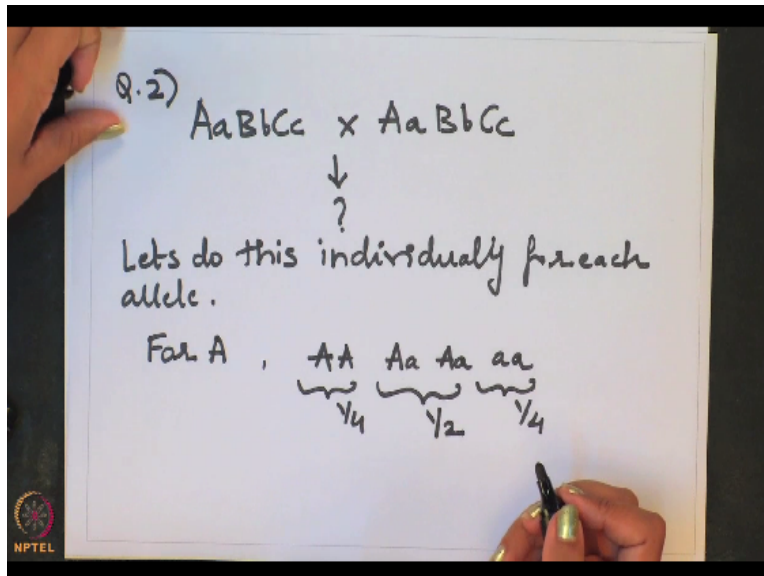 Q.2)
AaBbCc x AaBbCc
↓
?
Lets do this individually for each
allele.
For A, AA Aa Aa aa
1/4 1/2 1/4
NPTEL